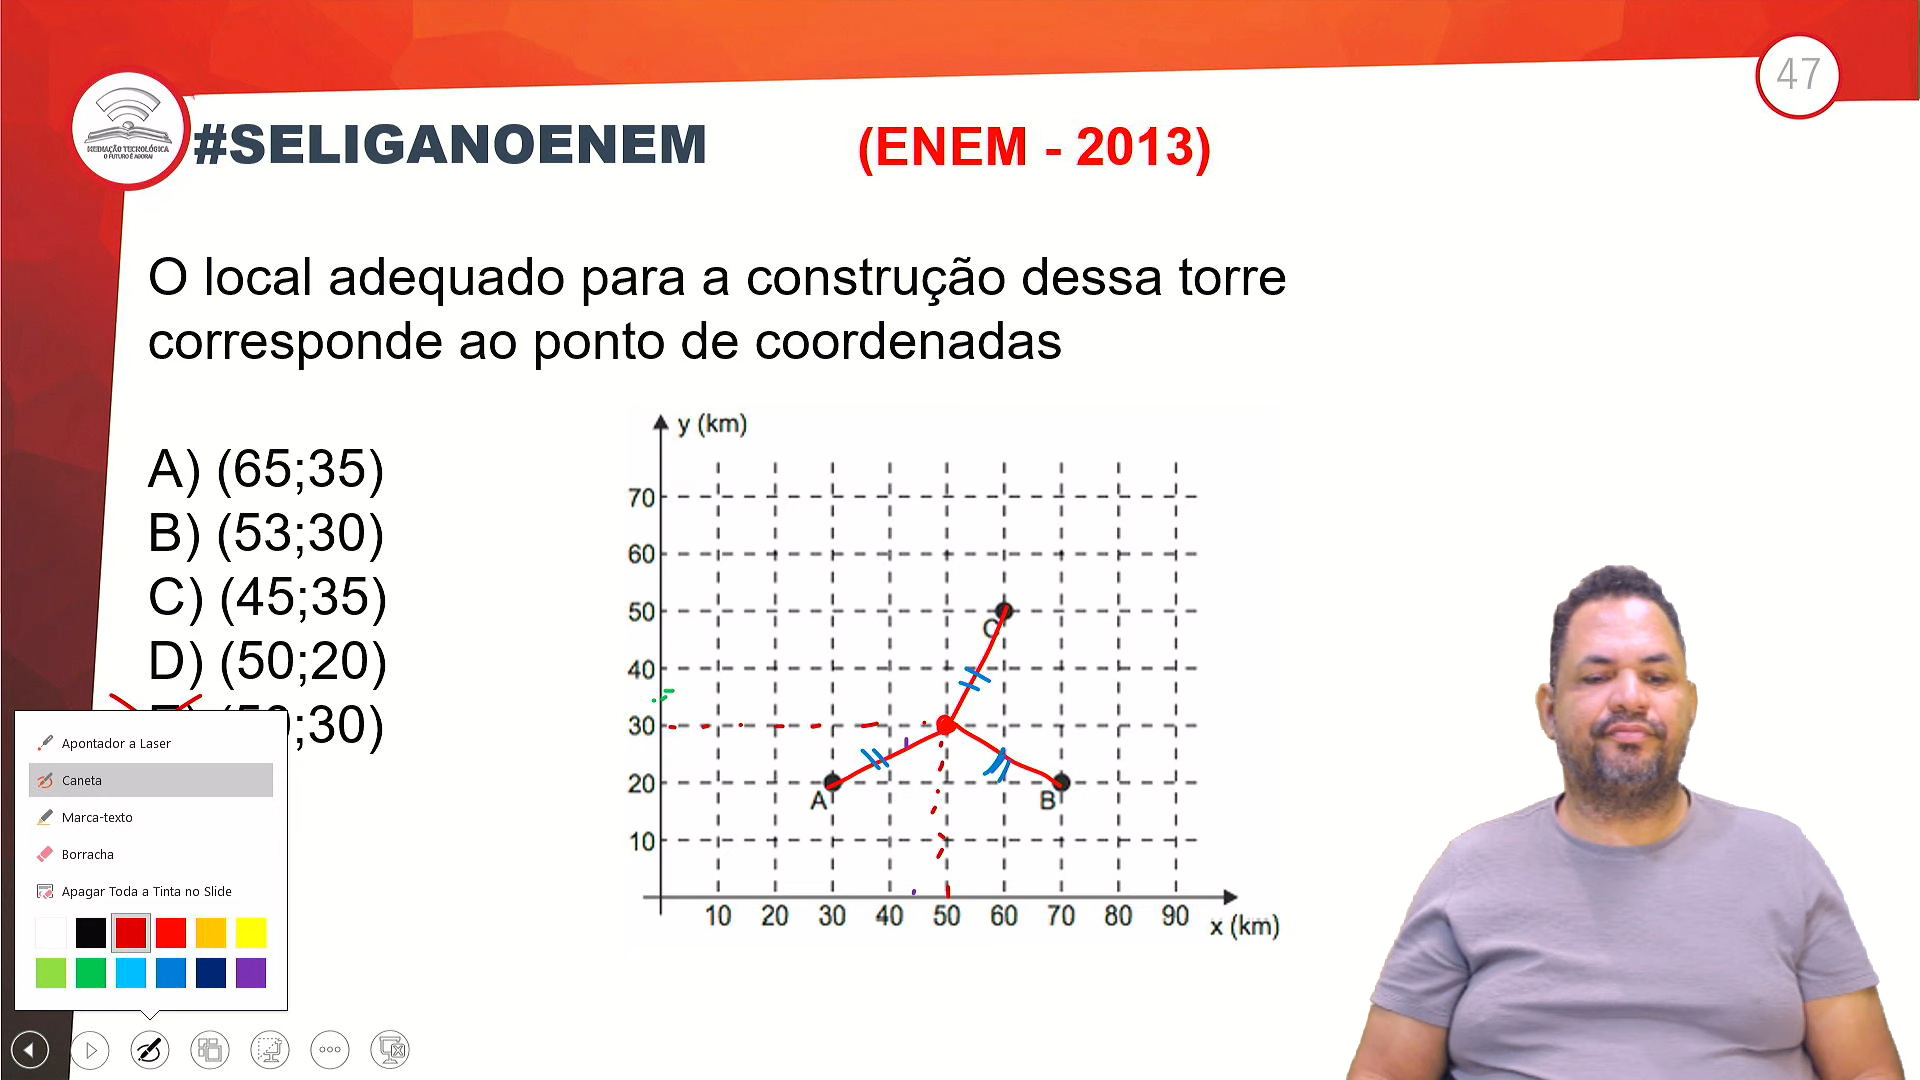 47
MEDIAÇÃO TECNOLÓGICA
O FUTURO É AGORA!
#SELIGANOENEM
(ENEM - 2013)
O local adequado para a construção dessa torre
corresponde ao ponto de coordenadas
A) (65;35)
B) (53;30)
C) (45;35)
D) (50;20)
;30)
y (km)
70
60
50
40
30
20
10
C
A
B
10 20 30 40 50 60 70 80 90
x (km)
Apontador a Laser
Caneta
Marca-texto
Borracha
Apagar Toda a Tinta no Slide